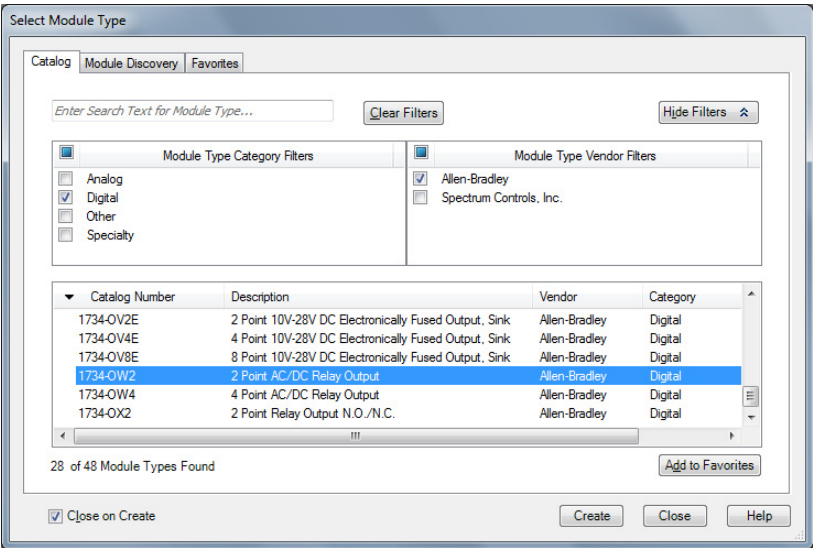 Select Module Type
Catalog Module Discovery Favorites
Enter Search Text for Module Type...
Clear Filters
Hide Filters
Module Type Category Filters
Module Type Vendor Filters
Analog
Allen-Bradley
Digital
Spectrum Controls, Inc.
Other
Specialty
Catalog Number Description Vendor Category
1734-OV2E 2 Point 10V-28V DC Electronically Fused Output, Sink Allen-Bradley Digital
1734-OV4E 4 Point 10V-28V DC Electronically Fused Output, Sink Allen-Bradley Digital
1734-OV8E 8 Point 10V-28V DC Electronically Fused Output, Sink Allen-Bradley Digital
1734-OW2 2 Point AC/DC Relay Output Allen-Bradley Digital
1734-OW4 4 Point AC/DC Relay Output Allen-Bradley Digital
1734-OX2 2 Point Relay Output N.O./N.C. Allen-Bradley Digital
28 of 48 Module Types Found
Add to Favorites
Close on Create
Create
Close
Help